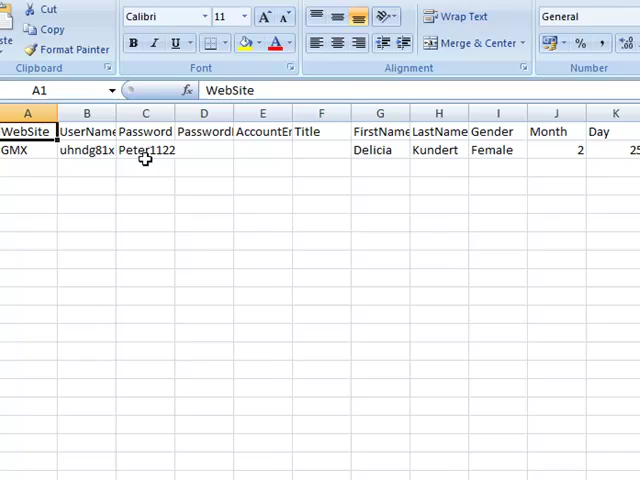 Cut
Copy
Format Painter
Clipboard
Calibri 11 A A
B I U A
Font
Wrap Text
Merge & Center
Alignment
General
% ,
Number
A1 fx WebSite
A B C D E F G H I J K
WebSite UserName Password Password AccountEr Title FirstName LastName Gender Month Day
GMX uhndg81x Peter1122 Delicia Kundert Female 2 25